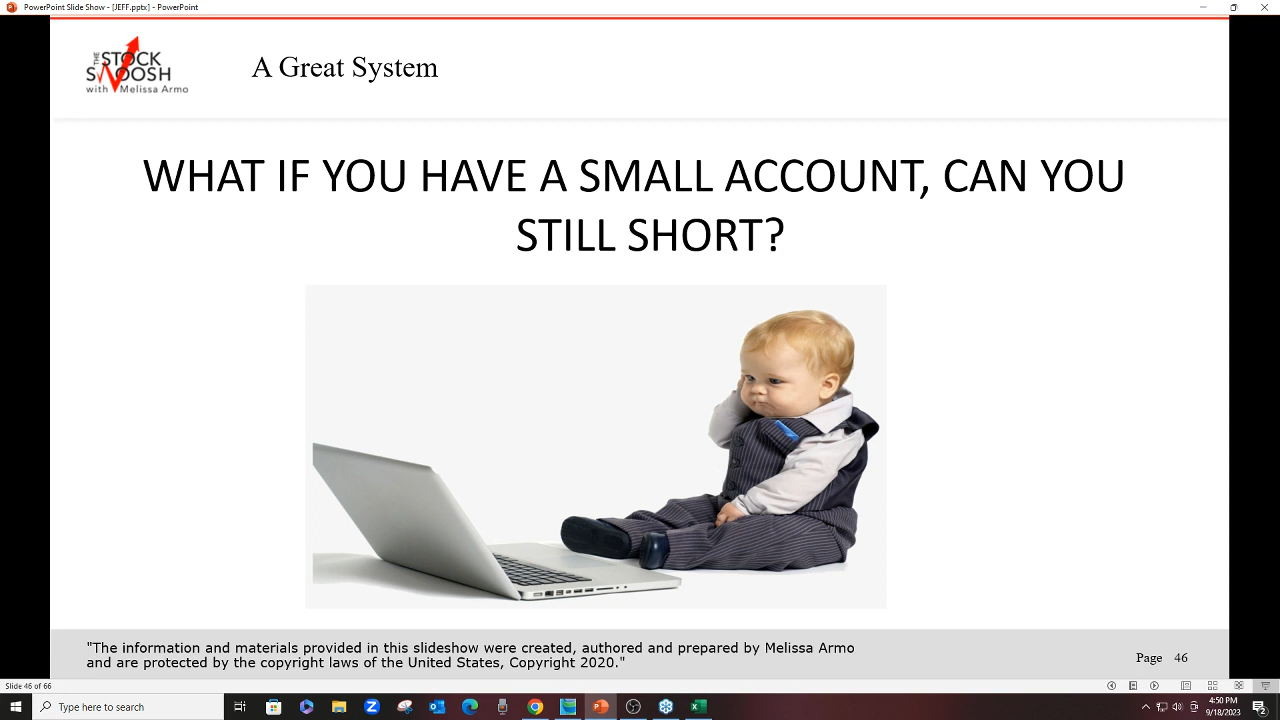 PowerPoint Slide Show - [JEFF.pptx] - PowerPoint
THE STOCK
SWOOSH
with Melissa Armo
A Great System
WHAT IF YOU HAVE A SMALL ACCOUNT, CAN YOU
STILL SHORT?
"The information and materials provided in this slideshow were created, authored and prepared by Melissa Armo
and are protected by the copyright laws of the United States, Copyright 2020."
Page 46
Slide 46 of 66
Type here to search
4:50 PM
9/18/2023
2